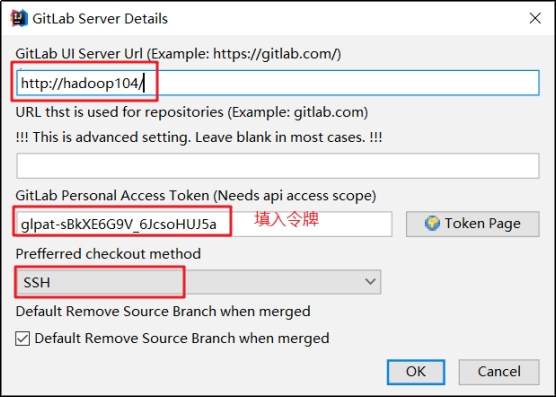 GitLab Server Details
GitLab UI Server Url (Example: https://gitlab.com/)
http://hadoop104/
URL thst is used for repositories (Example: gitlab.com)
!!! This is advanced setting. Leave blank in most cases. !!!
GitLab Personal Access Token (Needs api access scope)
glpat-sBkXE6G9V_6JcsoHUJ5a 填入令牌 Token Page
Preferred checkout method
SSH
Default Remove Source Branch when merged
Default Remove Source Branch when merged
OK Cancel